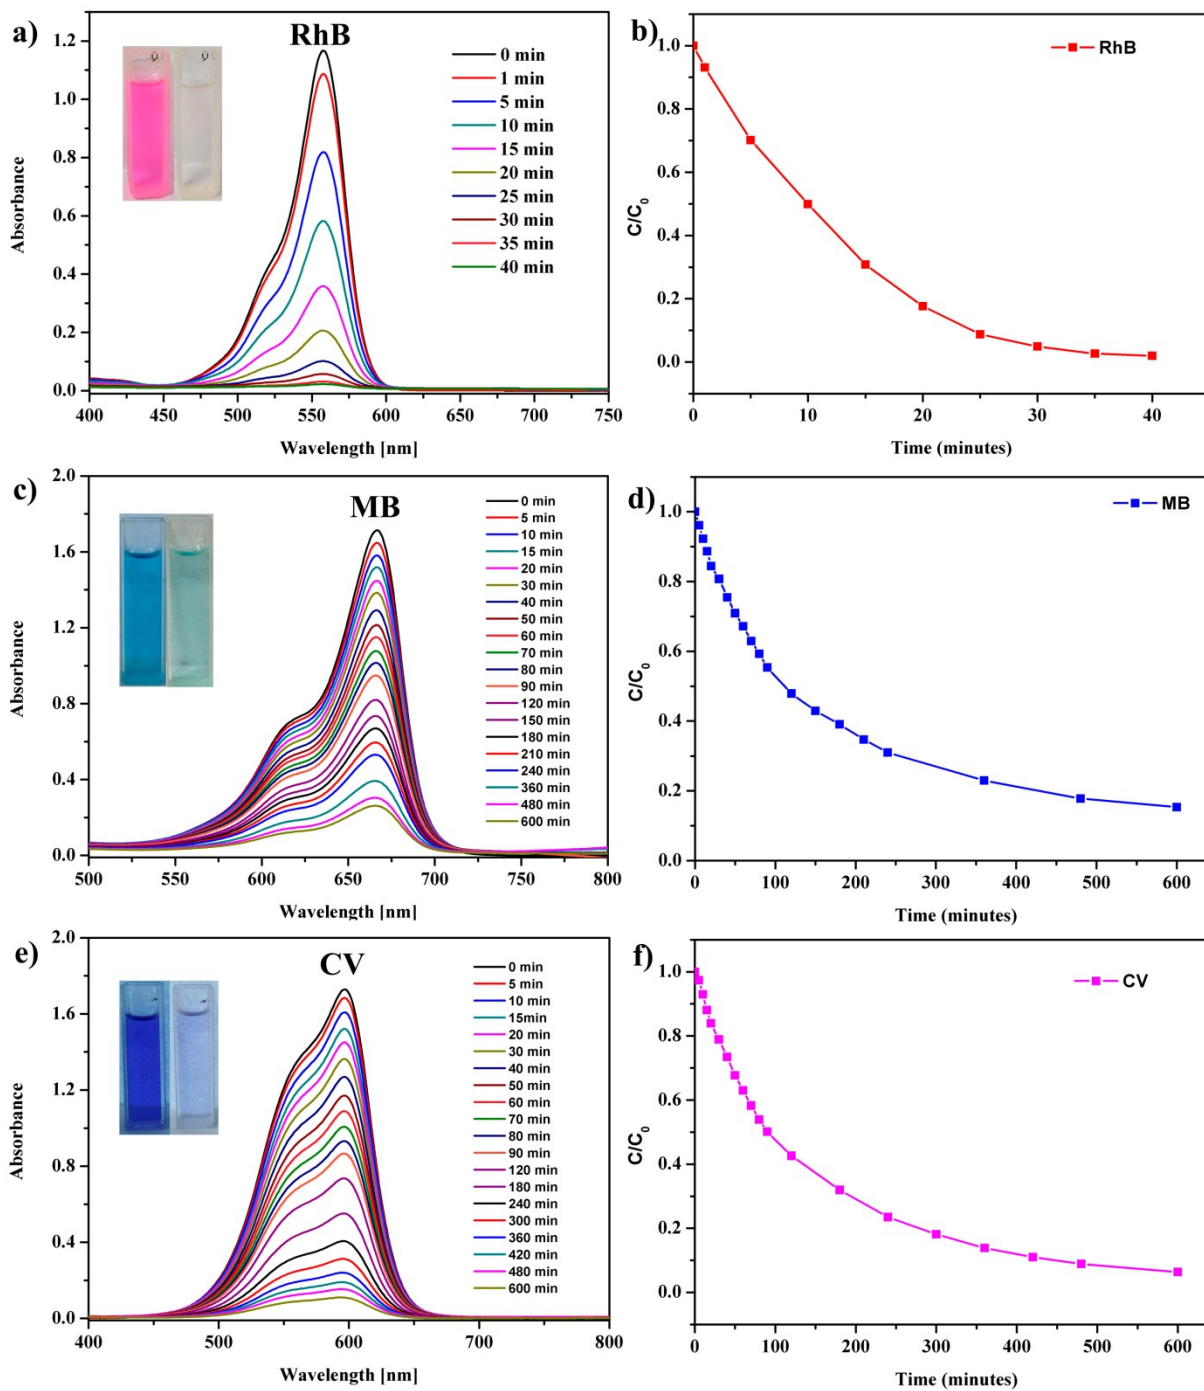 a)
RhB
0 min
1 min
5 min
10 min
15 min
20 min
25 min
30 min
35 min
40 min
1.2
1.0
0.8
0.6
0.4
0.2
0.0
Absorbance
400 450 500 550 600 650 700 750
Wavelength [nm]
b)
RhB
1.0
0.8
0.6
0.4
0.2
0.0
C/C₀
0 10 20 30 40
Time (minutes)
c)
MB
0 min
5 min
10 min
15 min
20 min
30 min
40 min
50 min
60 min
70 min
80 min
90 min
120 min
150 min
180 min
210 min
240 min
360 min
480 min
600 min
2.0
1.6
1.2
0.8
0.4
0.0
Absorbance
500 550 600 650 700 750 800
Wavelength [nm]
d)
MB
1.0
0.8
0.6
0.4
0.2
0.0
C/C₀
0 100 200 300 400 500 600
Time (minutes)
e)
CV
0 min
5 min
10 min
15min
20 min
30 min
40 min
50 min
60 min
70 min
80 min
90 min
120 min
180 min
240 min
300 min
360 min
420 min
480 min
600 min
2.0
1.6
1.2
0.8
0.4
0.0
Absorbance
400 500 600 700 800
Wavelength [nm]
f)
CV
1.0
0.8
0.6
0.4
0.2
0.0
C/C₀
0 100 200 300 400 500 600
Time (minutes)